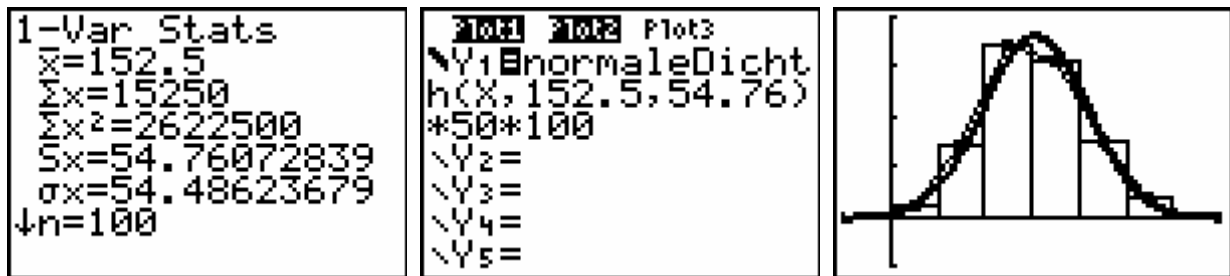 1-Var Stats
x̄=152.5
Σx=15250
Σx²=2622500
Sx=54.76072839
σx=54.48623679
↓n=100
Plot1 Plot2 Plot3
\Y₁=normaleDicht
h(X,152.5,54.76)
*50*100
\Y₂=
\Y₃=
\Y₄=
\Y₅=